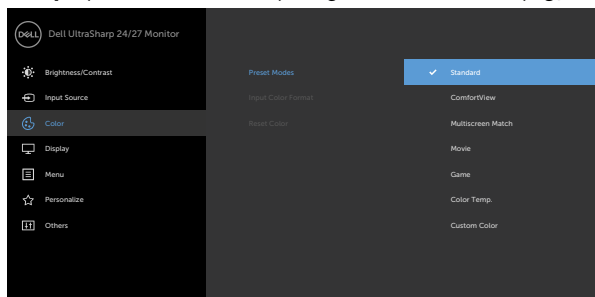 DELL Dell UltraSharp 24/27 Monitor
Brightness/Contrast Preset Modes Standard
Input Source Input Color Format ComfortView
Color Reset Color Multiscreen Match
Display Movie
Menu Game
Personalize Color Temp.
Others Custom Color